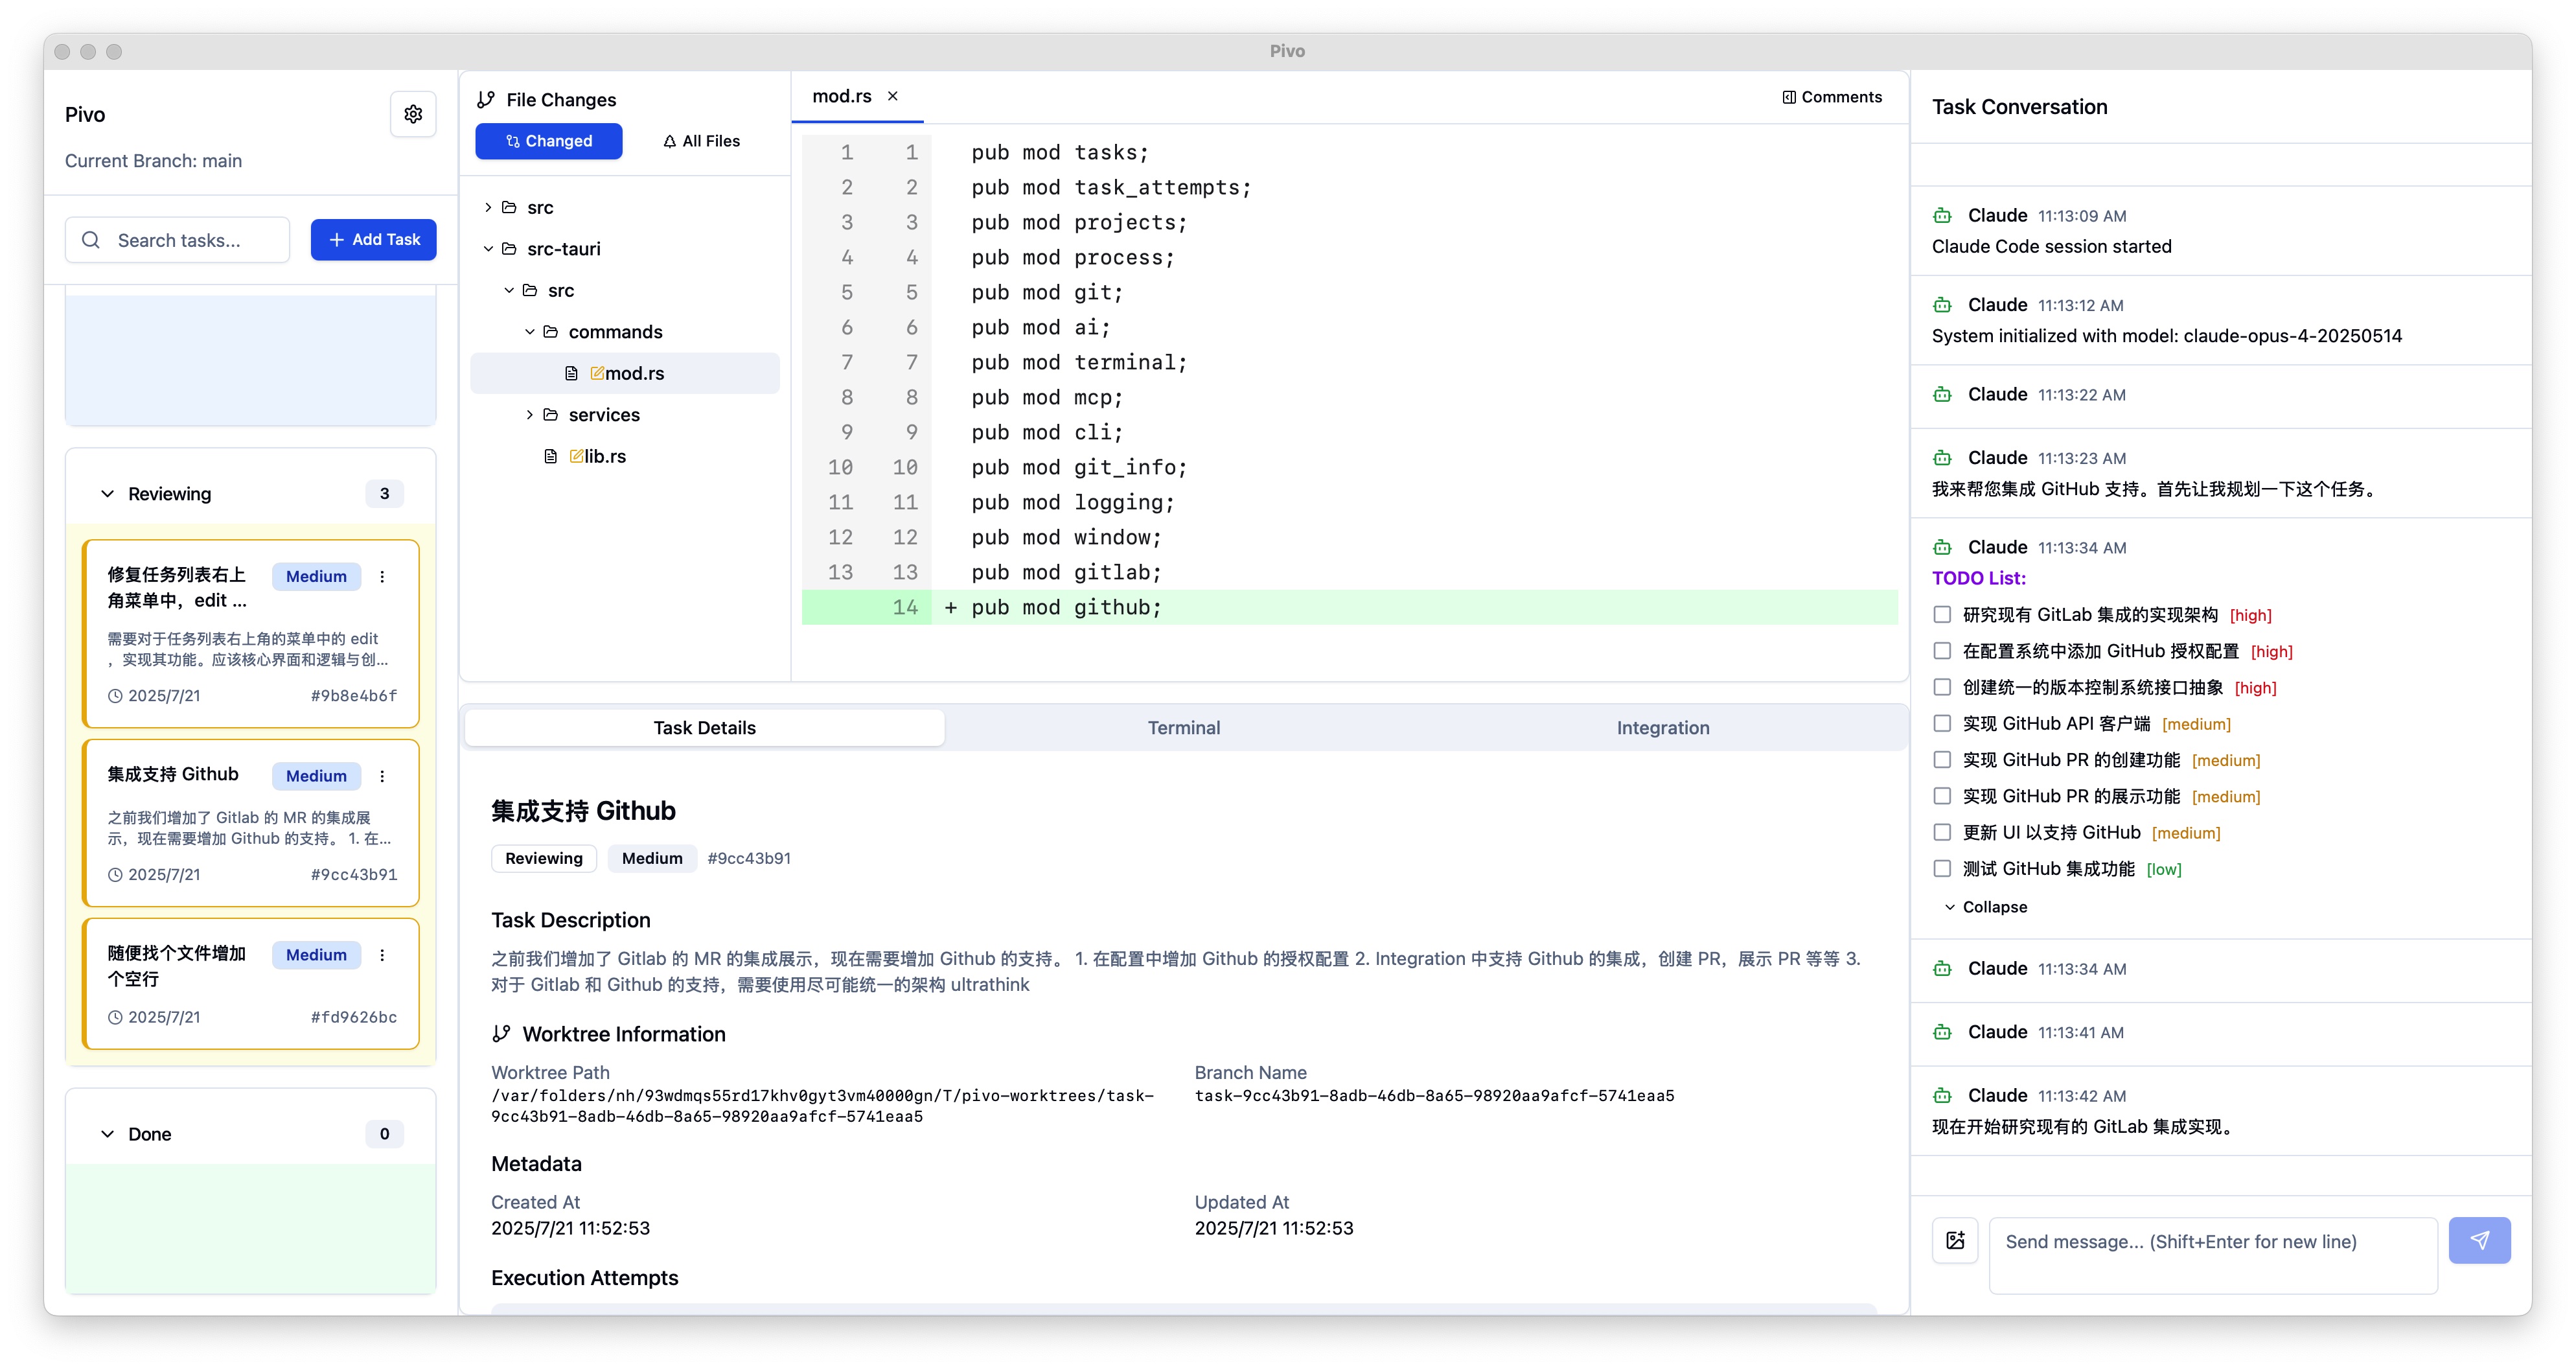 Pivo
Pivo
Current Branch: main
Search tasks...
Add Task
Reviewing 3
修复任务列表右上
角菜单中，edit ...
Medium
需要对于任务列表右上角的菜单中的 edit
，实现其功能。应该核心界面和逻辑与创...
2025/7/21 #9b8e4b6f
集成支持 Github
Medium
之前我们增加了 Gitlab 的 MR 的集成展
示，现在需要增加 Github 的支持。 1. 在...
2025/7/21 #9cc43b91
随便找个文件增加
个空行
Medium
2025/7/21 #fd9626bc
Done 0
File Changes
Changed All Files
src
src-tauri
src
commands
mod.rs
services
lib.rs
mod.rs
Comments
1 1 pub mod tasks;
2 2 pub mod task_attempts;
3 3 pub mod projects;
4 4 pub mod process;
5 5 pub mod git;
6 6 pub mod ai;
7 7 pub mod terminal;
8 8 pub mod mcp;
9 9 pub mod cli;
10 10 pub mod git_info;
11 11 pub mod logging;
12 12 pub mod window;
13 13 pub mod gitlab;
14 + pub mod github;
Task Details Terminal Integration
集成支持 Github
Reviewing Medium #9cc43b91
Task Description
之前我们增加了 Gitlab 的 MR 的集成展示，现在需要增加 Github 的支持。 1. 在配置中增加 Github 的授权配置 2. Integration 中支持 Github 的集成，创建 PR，展示 PR 等等 3.
对于 Gitlab 和 Github 的支持，需要使用尽可能统一的架构 ultrathink
Worktree Information
Worktree Path
/var/folders/nh/93wdmqs55rd17khv0gyt3vm40000gn/T/pivo-worktrees/task-
9cc43b91-8adb-46db-8a65-98920aa9afcf-5741eaa5
Branch Name
task-9cc43b91-8adb-46db-8a65-98920aa9afcf-5741eaa5
Metadata
Created At
2025/7/21 11:52:53
Updated At
2025/7/21 11:52:53
Execution Attempts
Task Conversation
Claude 11:13:09 AM
Claude Code session started
Claude 11:13:12 AM
System initialized with model: claude-opus-4-20250514
Claude 11:13:22 AM
Claude 11:13:23 AM
我来帮您集成 GitHub 支持。首先让我规划一下这个任务。
Claude 11:13:34 AM
TODO List:
研究现有 GitLab 集成的实现架构 [high]
在配置系统中添加 GitHub 授权配置 [high]
创建统一的版本控制系统接口抽象 [high]
实现 GitHub API 客户端 [medium]
实现 GitHub PR 的创建功能 [medium]
实现 GitHub PR 的展示功能 [medium]
更新 UI 以支持 GitHub [medium]
测试 GitHub 集成功能 [low]
Collapse
Claude 11:13:34 AM
Claude 11:13:41 AM
Claude 11:13:42 AM
现在开始研究现有的 GitLab 集成实现。
Send message... (Shift+Enter for new line)